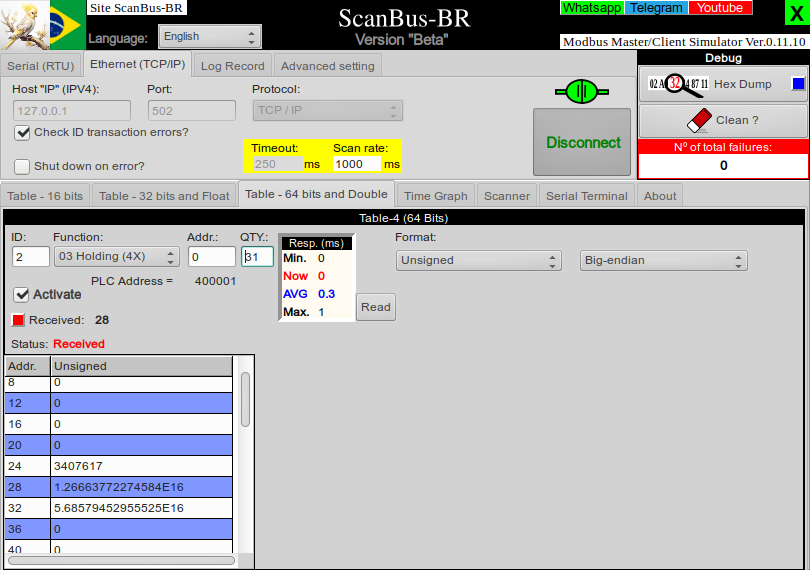 Site ScanBus-BR
Language:
English
ScanBus-BR
Version "Beta"
Whatsapp
Telegram
Youtube
X
Modbus Master/Client Simulator Ver.0.11.10
Serial (RTU)
Ethernet (TCP/IP)
Log Record
Advanced setting
Debug
Host "IP" (IPV4):
Port:
Protocol:
127.0.0.1
502
TCP / IP
02 A
32
4 87 11
Hex Dump
Check ID transaction errors?
Clean ?
Disconnect
Timeout:
Scan rate:
250
ms
1000
ms
Shut down on error?
Nº of total failures:
0
Table - 16 bits
Table - 32 bits and Float
Table - 64 bits and Double
Time Graph
Scanner
Serial Terminal
About
Table-4 (64 Bits)
ID:
Function:
Addr.:
QTY.:
2
03 Holding (4X)
0
31
Resp. (ms)
Min. 0
Now 0
AVG 0.3
Max. 1
Format:
Unsigned
Big-endian
PLC Address = 400001
Activate
Read
Received: 28
Status: Received
Addr. Unsigned
8 0
12 0
16 0
20 0
24 3407617
28 1.26663772274584E16
32 5.68579452955525E16
36 0
40 0